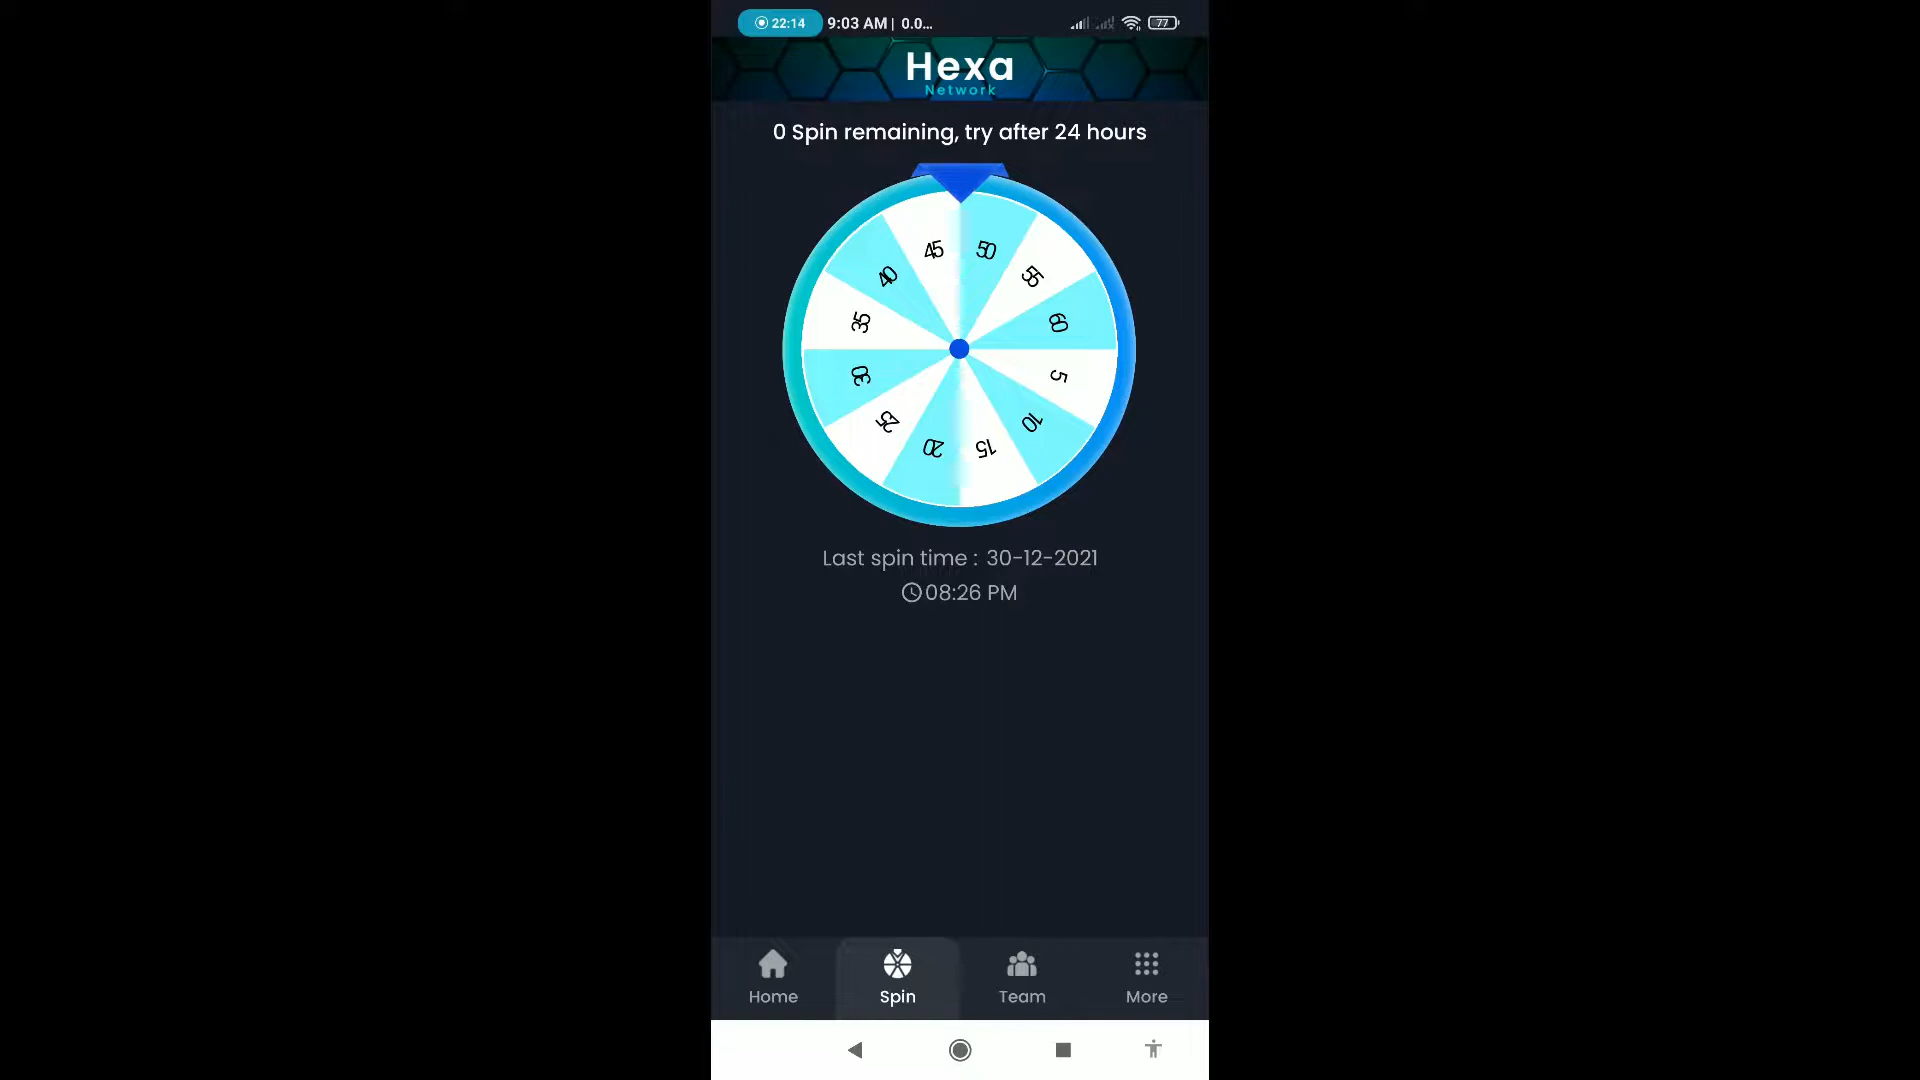 22:14 9:03 AM | 0.0... 77
Hexa
Network
0 Spin remaining, try after 24 hours
45 50
40 55
35 60
30 5
25 10
20 15
Last spin time : 30-12-2021
08:26 PM
Home Spin Team More